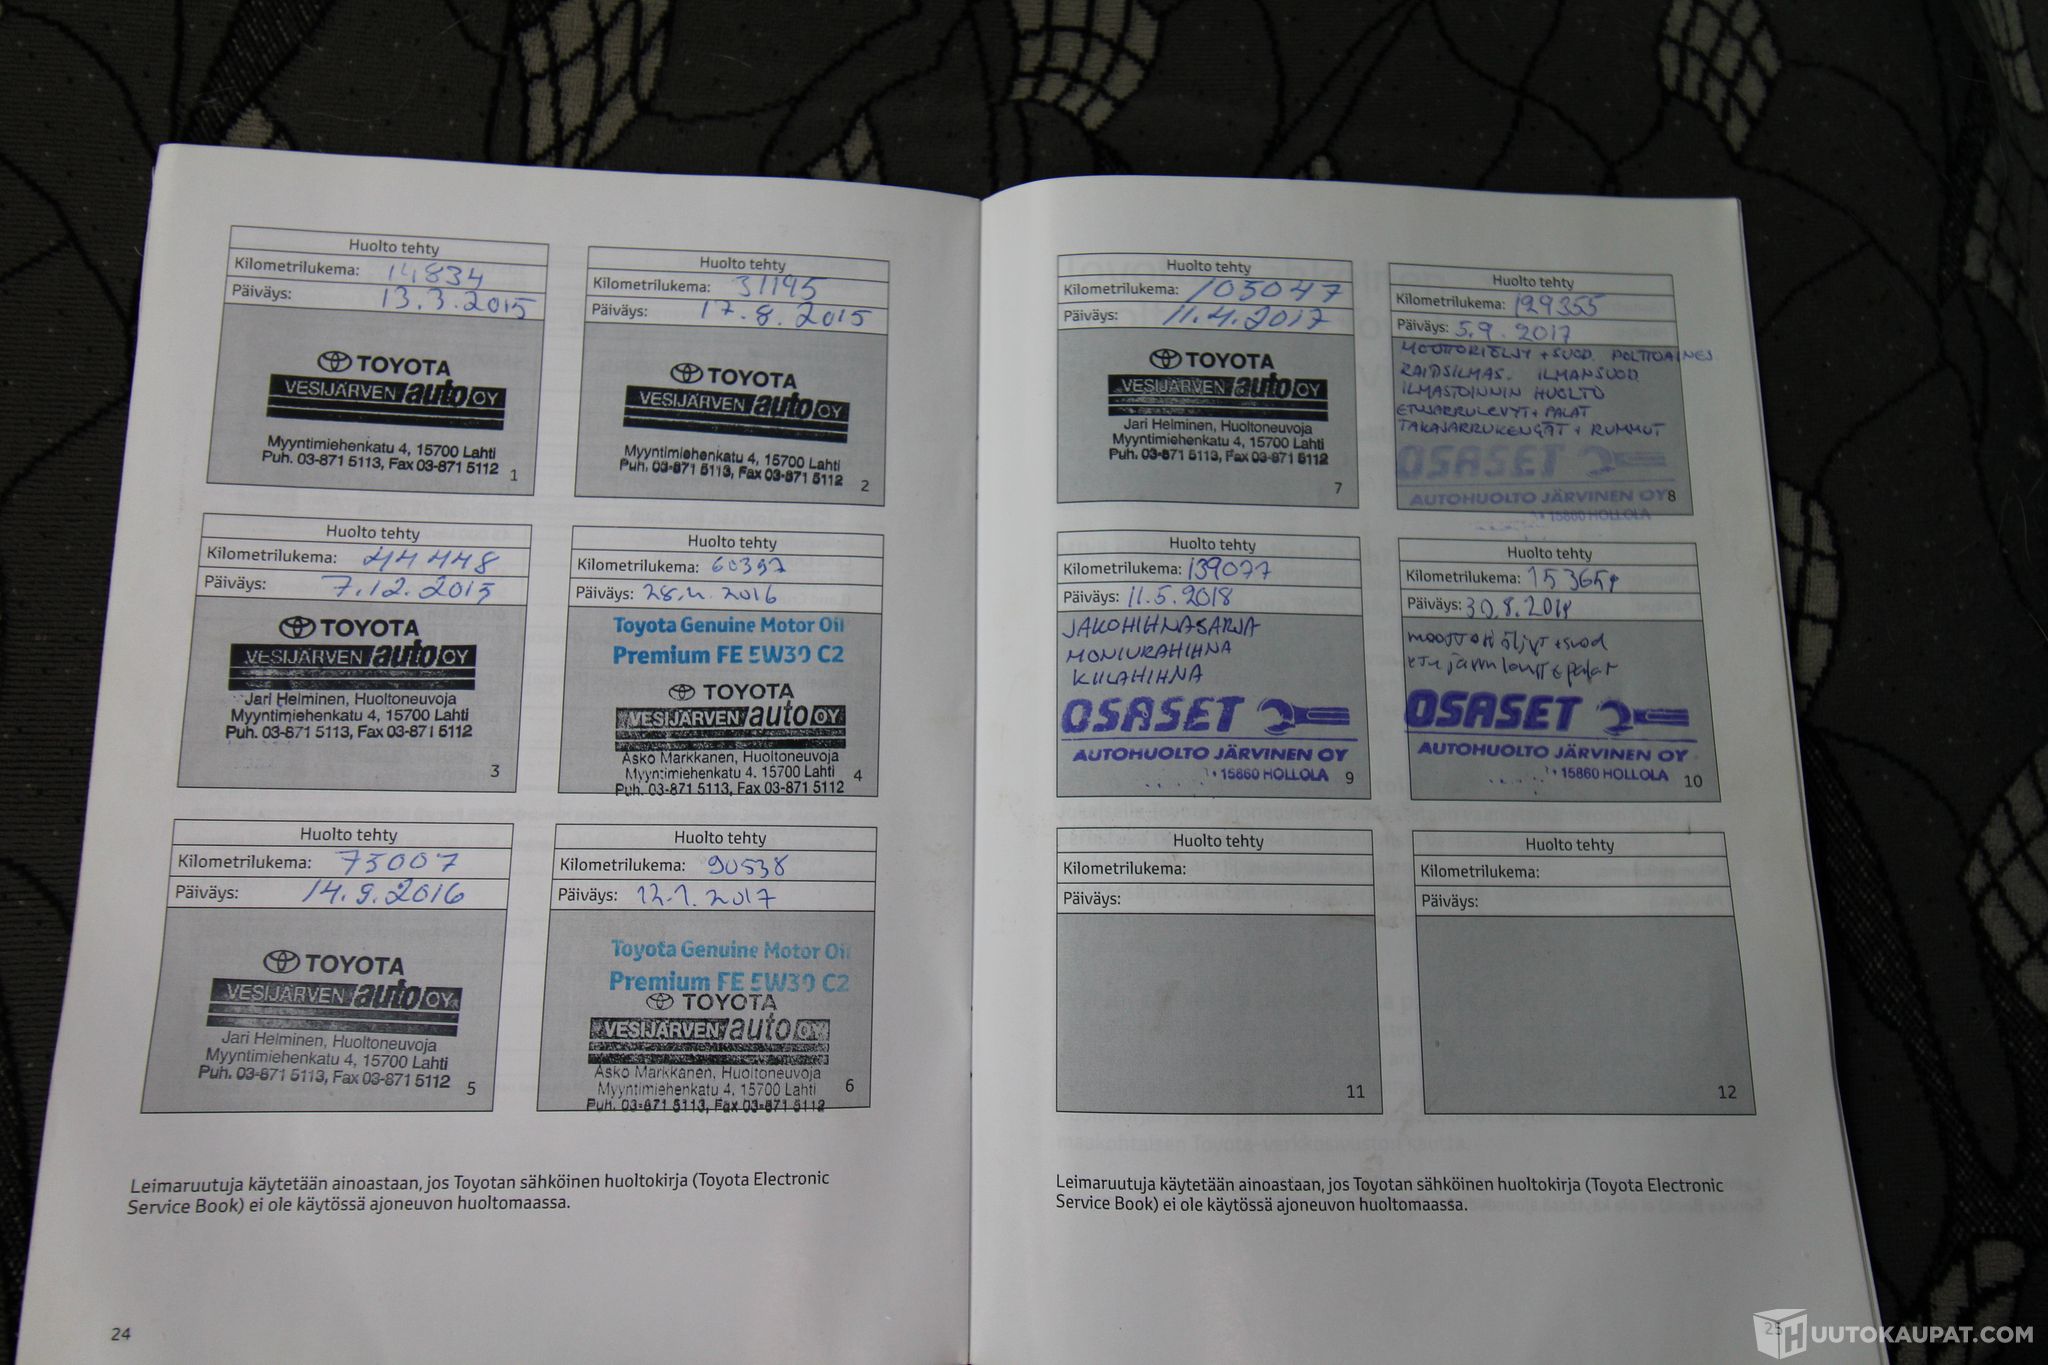 Huolto tehty
Kilometrilukema: 14834
Päiväys: 13.3.2015
TOYOTA
VESIJÄRVEN auto OY
Myyntimiehenkatu 4, 15700 Lahti
Puh. 03-871 5113, Fax 03-871 5112
1
Huolto tehty
Kilometrilukema: 31195
Päiväys: 17.8.2015
TOYOTA
VESIJÄRVEN auto OY
Myyntimiehenkatu 4, 15700 Lahti
Puh. 03-871 5113, Fax 03-871 5112
2
Huolto tehty
Kilometrilukema: 44448
Päiväys: 7.12.2015
TOYOTA
VESIJÄRVEN auto OY
Jari Helminen, Huoltoneuvoja
Myyntimiehenkatu 4, 15700 Lahti
Puh. 03-871 5113, Fax 03-871 5112
3
Huolto tehty
Kilometrilukema: 60397
Päiväys: 28.4.2016
Toyota Genuine Motor Oil
Premium FE 5W30 C2
TOYOTA
VESIJÄRVEN auto OY
Asko Markkanen, Huoltoneuvoja
Myyntimiehenkatu 4, 15700 Lahti
Puh. 03-871 5113, Fax 03-871 5112
4
Huolto tehty
Kilometrilukema: 75007
Päiväys: 14.9.2016
TOYOTA
VESIJÄRVEN auto OY
Jari Helminen, Huoltoneuvoja
Myyntimiehenkatu 4, 15700 Lahti
Puh. 03-871 5113, Fax 03-871 5112
5
Huolto tehty
Kilometrilukema: 90538
Päiväys: 12.1.2017
Toyota Genuine Motor Oil
Premium FE 5W30 C2
TOYOTA
VESIJÄRVEN auto OY
Asko Markkanen, Huoltoneuvoja
Myyntimiehenkatu 4, 15700 Lahti
Puh. 03-871 5113, Fax 03-871 5112
6
Leimaruutuja käytetään ainoastaan, jos Toyotan sähköinen huoltokirja (Toyota Electronic
Service Book) ei ole käytössä ajoneuvon huoltomaassa.
24
Huolto tehty
Kilometrilukema: 105047
Päiväys: 11.4.2017
TOYOTA
VESIJÄRVEN auto OY
Jari Helminen, Huoltoneuvoja
Myyntimiehenkatu 4, 15700 Lahti
Puh. 03-871 5113, Fax 03-871 5112
7
Huolto tehty
Kilometrilukema: 129355
Päiväys: 5.9.2017
MOOTTORIÖLJY + SUOD. POLTTOAINES
RAITISILMAS. ILMANSUOD.
ILMASTOINNIN HUOLTO
ETUJARRULEVYT + PALAT
TAKAJARRUKENGÄT + RUMMUT
OSASET
AUTOHUOLTO JÄRVINEN OY
15860 HOLLOLA
8
Huolto tehty
Kilometrilukema: 139077
Päiväys: 11.5.2018
JAKOHIHNASARJA
MONIURAHIHNA
KIILAHIHNA
OSASET
AUTOHUOLTO JÄRVINEN OY
15860 HOLLOLA
9
Huolto tehty
Kilometrilukema:
Päiväys: 30.8.
moottoriöljyt + suod
OSASET
AUTOHUOLTO JÄRVINEN OY
15860 HOLLOLA
10
Huolto tehty
Kilometrilukema:
Päiväys:
11
Huolto tehty
Kilometrilukema:
Päiväys:
12
Leimaruutuja käytetään ainoastaan, jos Toyotan sähköinen huoltokirja (Toyota Electronic
Service Book) ei ole käytössä ajoneuvon huoltomaassa.
25
HUUTOKAUPAT.COM